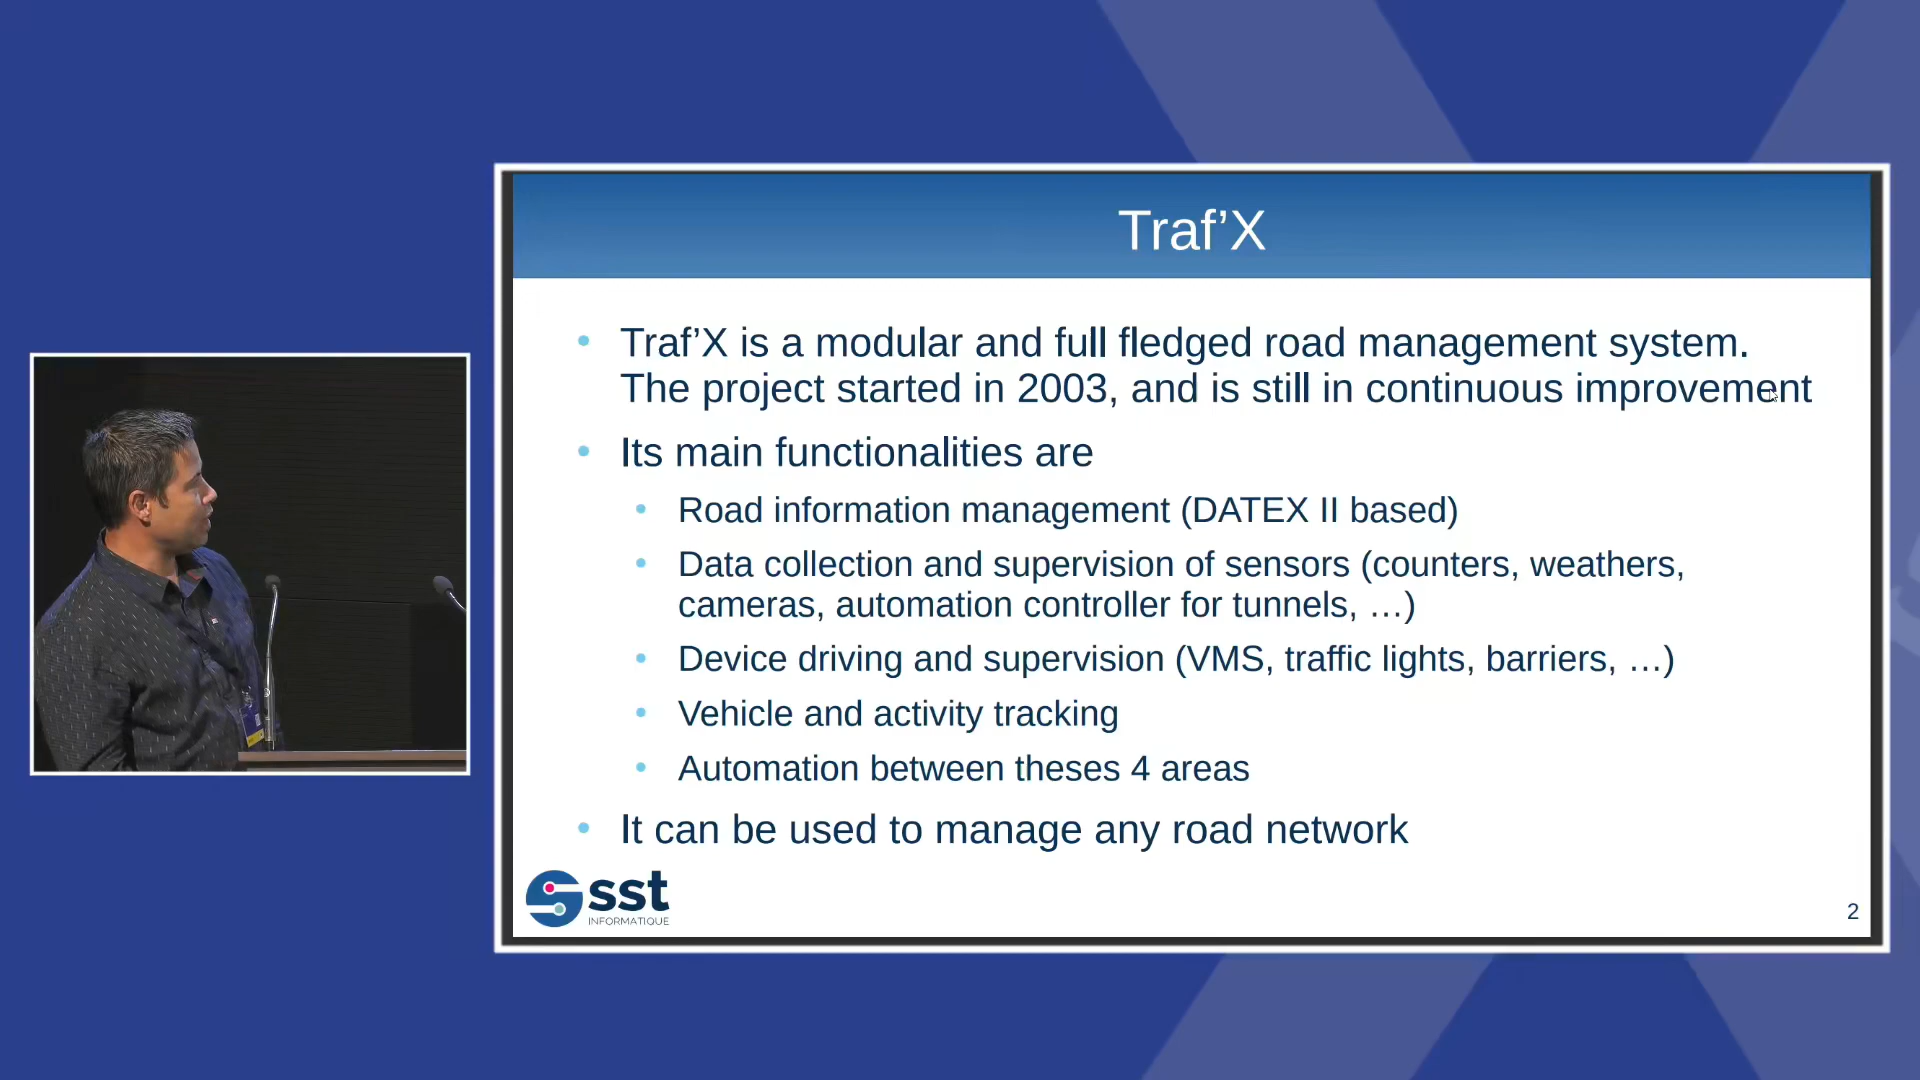 Traf’X
Traf’X is a modular and full fledged road management system.
The project started in 2003, and is still in continuous improvement
Its main functionalities are
Road information management (DATEX II based)
Data collection and supervision of sensors (counters, weathers,
cameras, automation controller for tunnels, …)
Device driving and supervision (VMS, traffic lights, barriers, …)
Vehicle and activity tracking
Automation between theses 4 areas
It can be used to manage any road network
sst
INFORMATIQUE
2